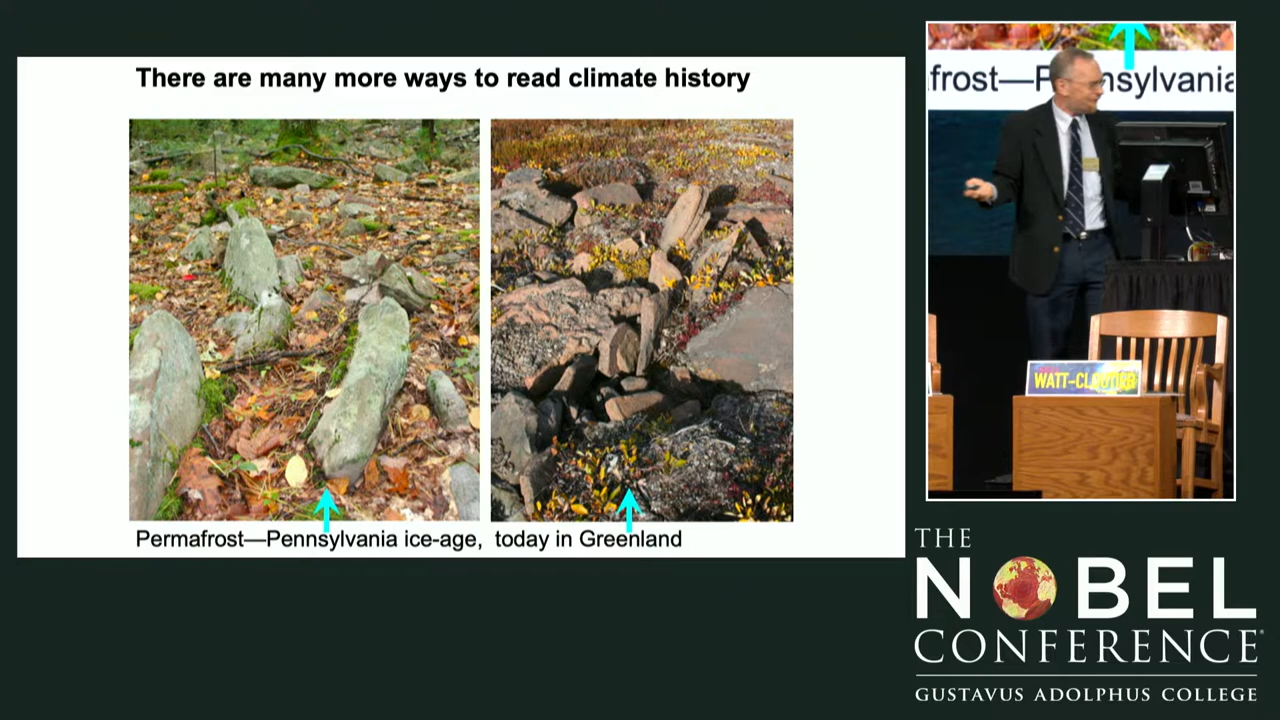 There are many more ways to read climate history
Permafrost—Pennsylvania ice-age, today in Greenland
frost—Pennsylvania
WATT-CLOUTIER
THE
NOBEL
CONFERENCE
GUSTAVUS ADOLPHUS COLLEGE